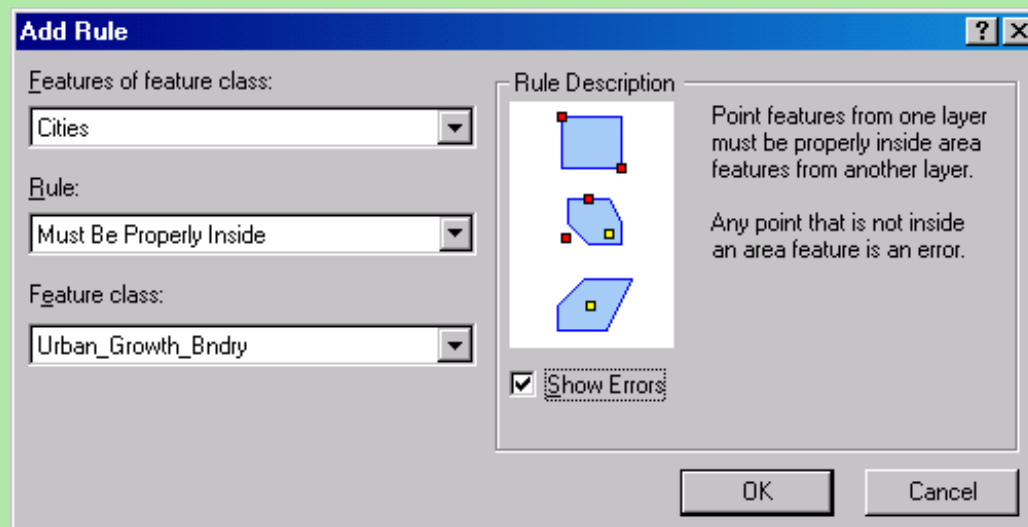 Add Rule
Features of feature class:
Cities
Rule:
Must Be Properly Inside
Feature class:
Urban_Growth_Bndry
Rule Description
Point features from one layer
must be properly inside area
features from another layer.
Any point that is not inside
an area feature is an error.
Show Errors
OK
Cancel